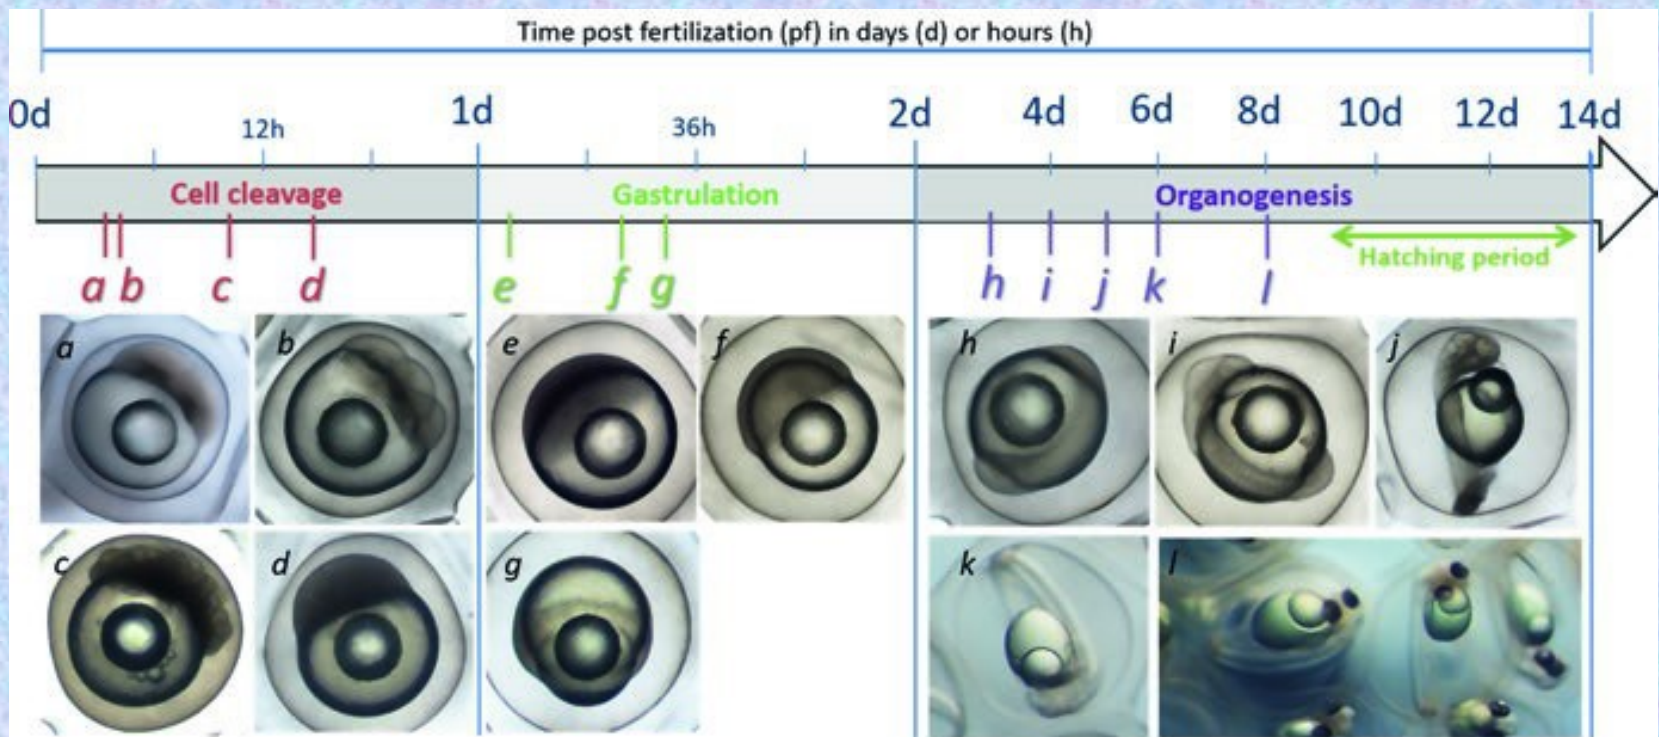 Time post fertilization (pf) in days (d) or hours (h)
0d 12h 1d 36h 2d 4d 6d 8d 10d 12d 14d
Cell cleavage Gastrulation Organogenesis
Hatching period
a b c d e f g h i j k l
a b e f h i j
c d g k l